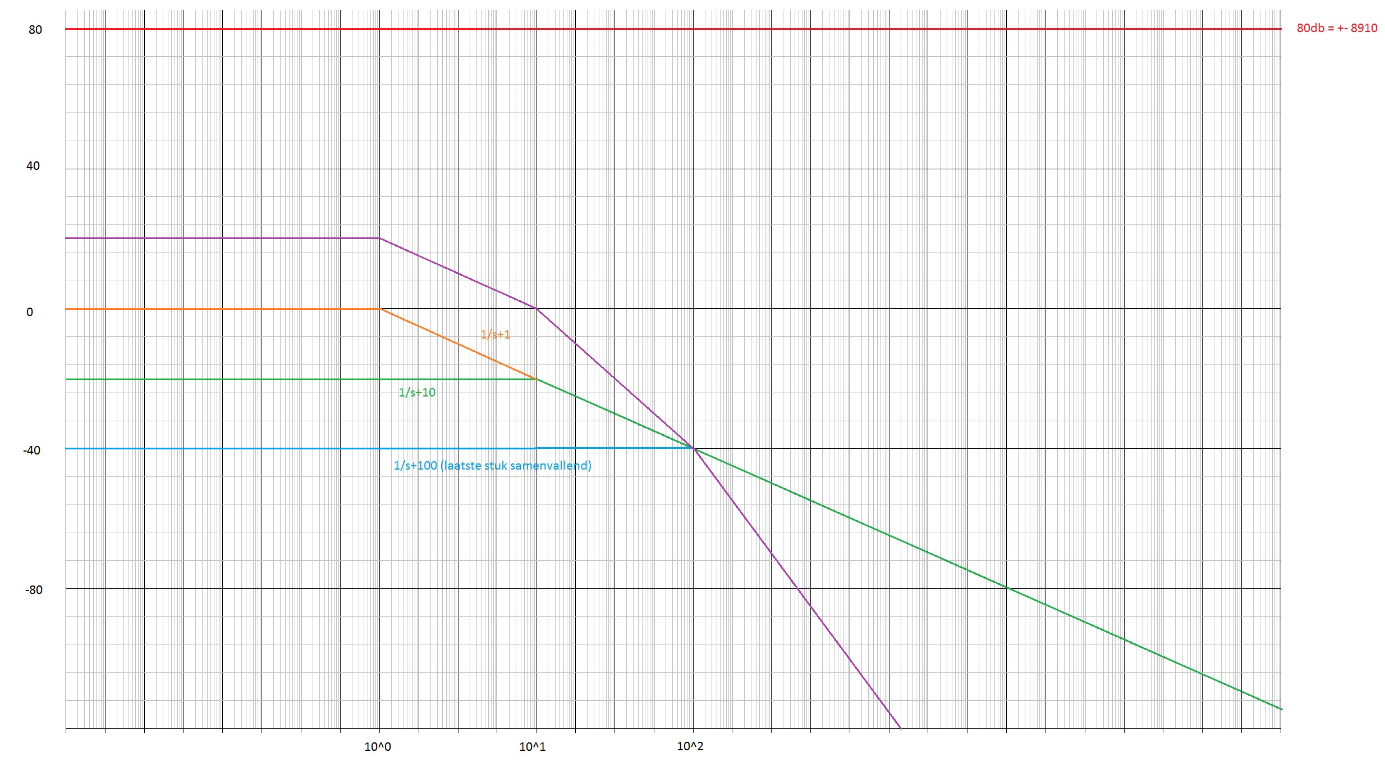 80
80db = +- 8910
40
0
1/s+1
1/s+10
-40
1/s+100 (laatste stuk samenvallend)
-80
10^0
10^1
10^2